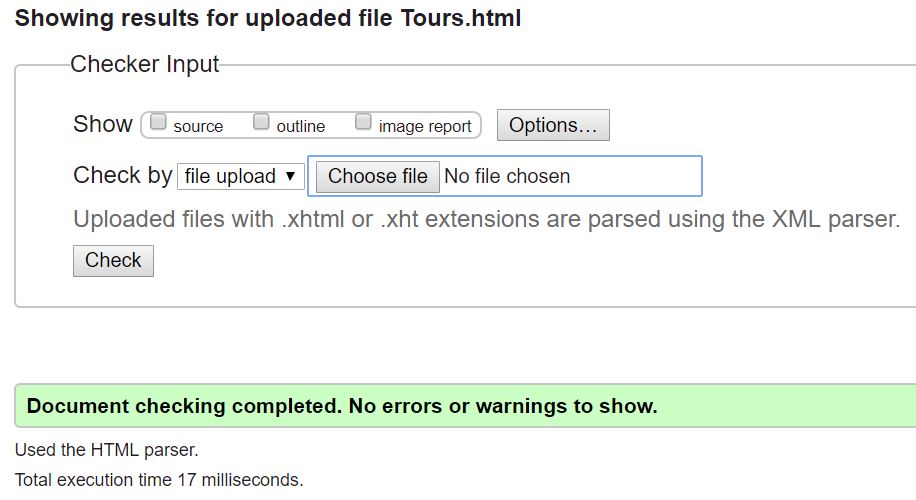 Showing results for uploaded file Tours.html
Checker Input
Show source outline image report Options...
Check by file upload Choose file No file chosen
Uploaded files with .xhtml or .xht extensions are parsed using the XML parser.
Check
Document checking completed. No errors or warnings to show.
Used the HTML parser.
Total execution time 17 milliseconds.